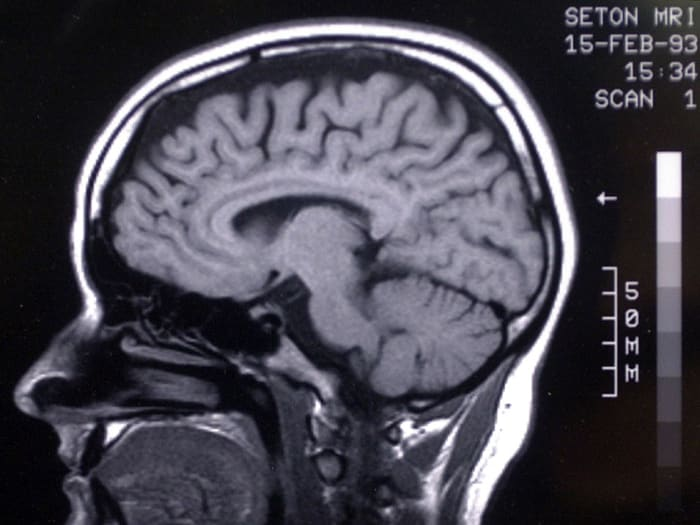 SETON MRI
15-FEB-93
15:34
SCAN 1
50MM